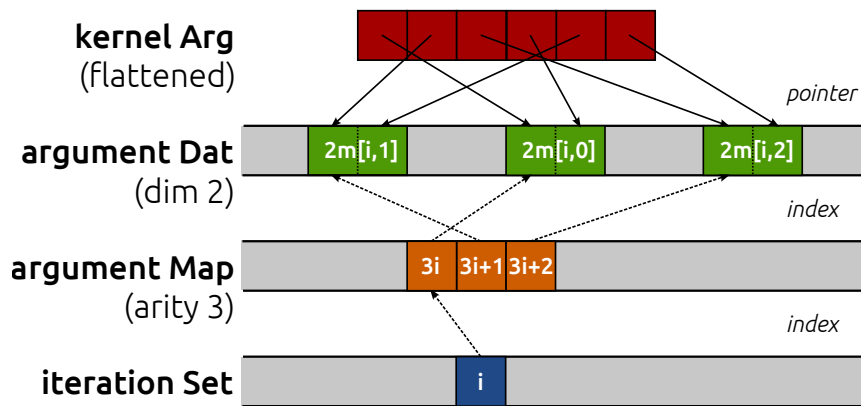 kernel Arg
(flattened)
pointer
argument Dat
(dim 2)
2m[i,1]
2m[i,0]
2m[i,2]
index
argument Map
(arity 3)
3i
3i+1
3i+2
index
iteration Set
i